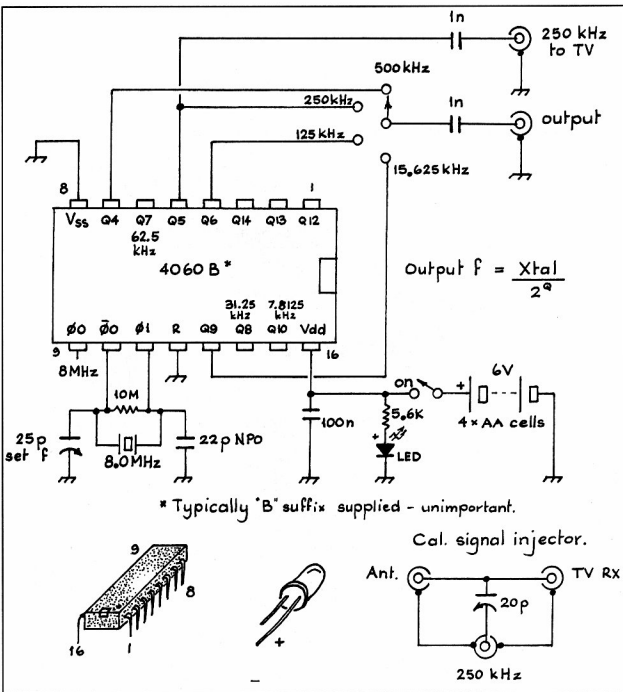 1n
250 kHz
to TV
500kHz
250kHz
1n
output
125kHz
15.625kHz
8
1
Vss Q4 Q7 Q5 Q6 Q14 Q13 Q12
62.5
kHz
4060 B*
Output f = Xtal
2^Q
31.25
kHz
7.8125
kHz
ϕ0 ϕ̄0 ϕ1 R Q9 Q8 Q10 Vdd
9
16
8MHz
10M
25p
set f
8.0MHz
22p NPO
100n
on
+
6V
5.6K
4 x AA cells
+
LED
* Typically "B" suffix supplied - unimportant.
Cal. signal injector.
9
8
16
1
-
+
Ant.
TV Rx
20p
250 kHz